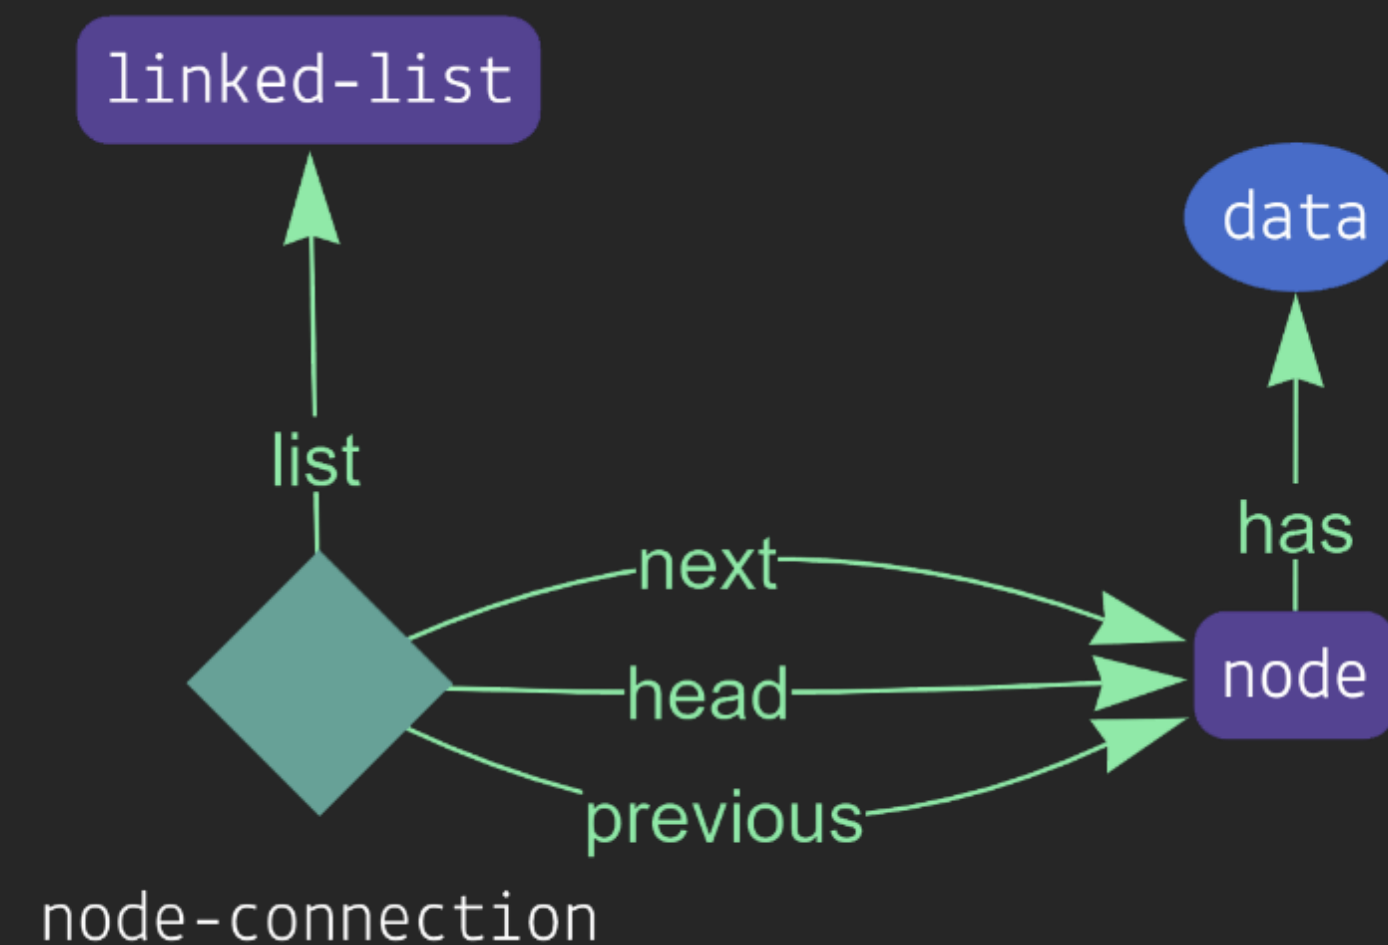 linked-list
data
list
has
next
node
head
previous
node-connection